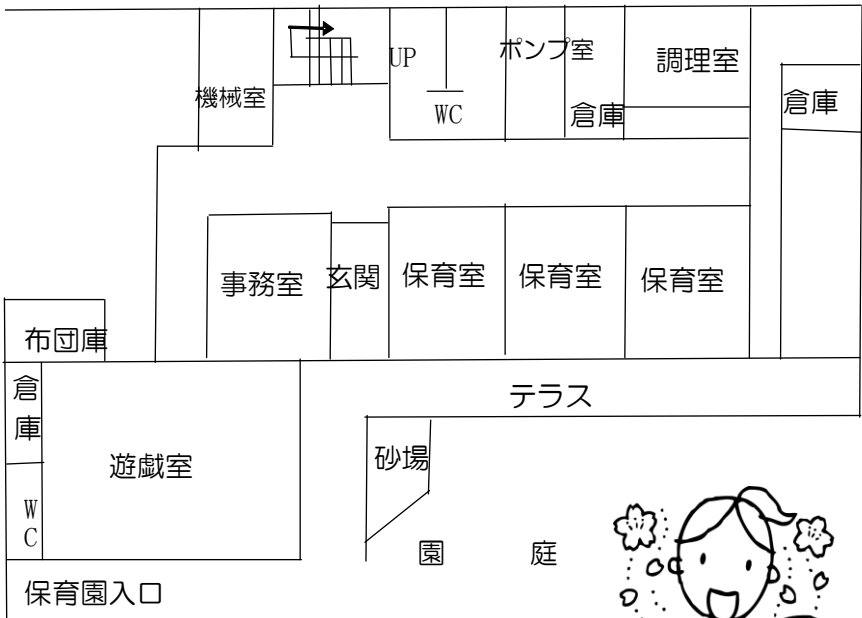 UP
ポンプ室
調理室
機械室
WC
倉庫
倉庫
事務室
玄関
保育室
保育室
保育室
布団庫
倉庫
テラス
遊戯室
砂場
WC
園庭
保育園入口